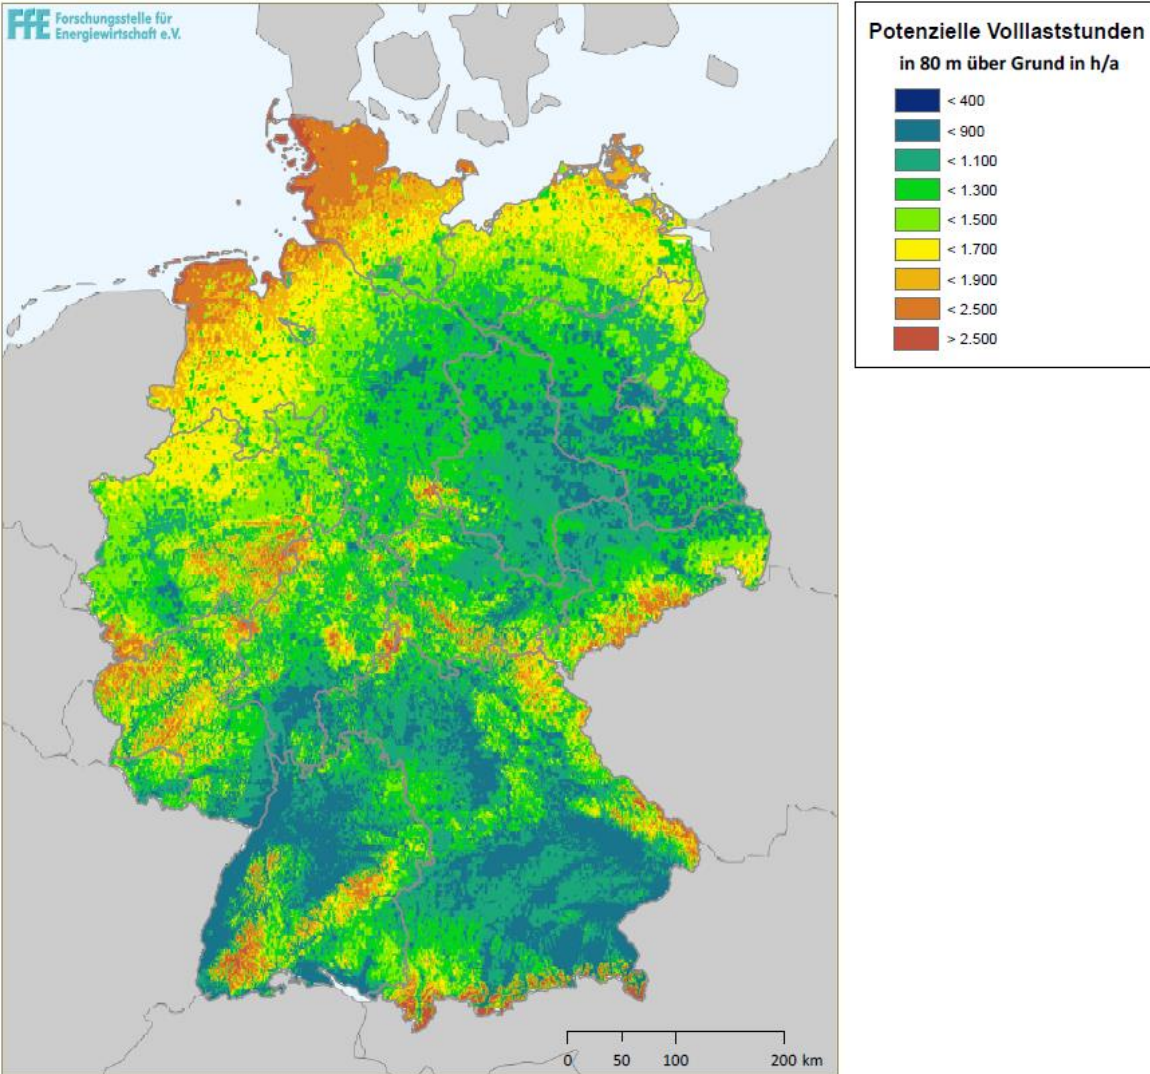 FfE Forschungsstelle für
Energiewirtschaft e.V.
Potenzielle Volllaststunden
in 80 m über Grund in h/a
< 400
< 900
< 1.100
< 1.300
< 1.500
< 1.700
< 1.900
< 2.500
> 2.500
0 50 100 200 km